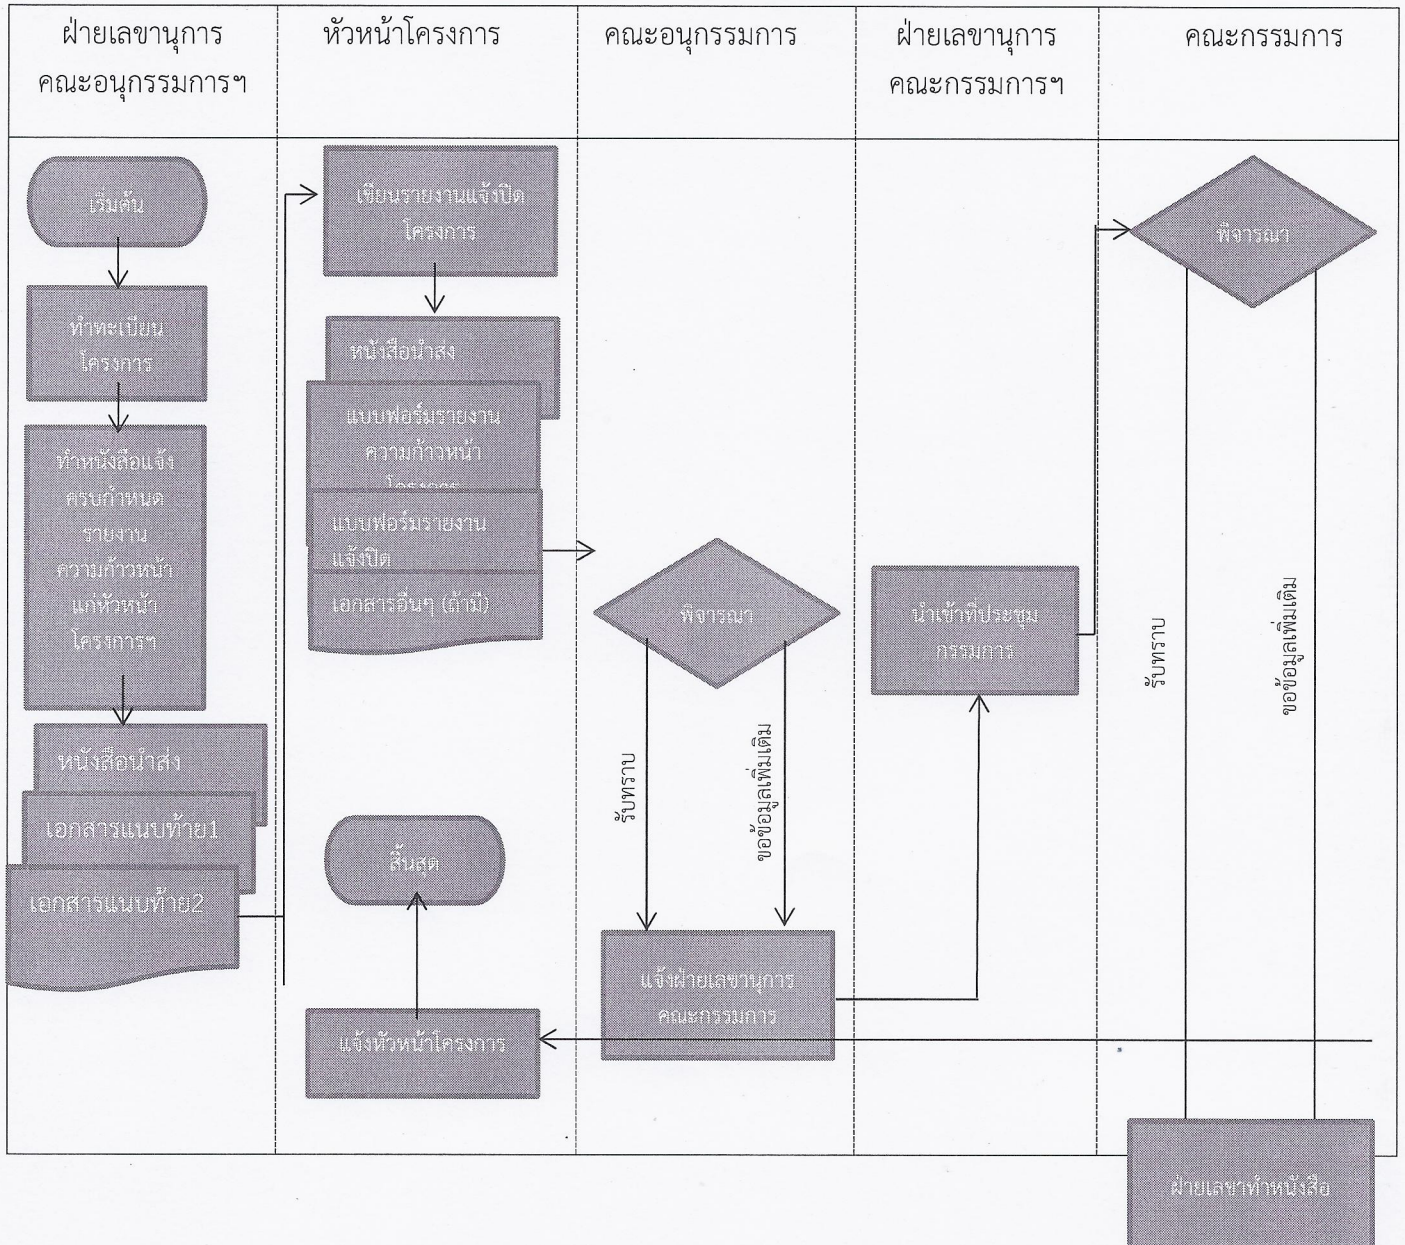 ฝ่ายเลขานุการ
คณะอนุกรรมการฯ
หัวหน้าโครงการ
คณะอนุกรรมการ
ฝ่ายเลขานุการ
คณะกรรมการฯ
คณะกรรมการ
เริ่มต้น
ทำทะเบียน
โครงการ
ทำหนังสือแจ้ง
ครบกำหนด
รายงาน
ความก้าวหน้า
แก่หัวหน้า
โครงการฯ
หนังสือนำส่ง
เอกสารแนบท้าย1
เอกสารแนบท้าย2
เขียนรายงานแจ้งปิด
โครงการ
หนังสือนำส่ง
แบบฟอร์มรายงาน
ความก้าวหน้า
โครงการ
แบบฟอร์มรายงาน
แจ้งปิด
เอกสารอื่นๆ (ถ้ามี)
สิ้นสุด
แจ้งหัวหน้าโครงการ
พิจารณา
รับทราบ
ขอข้อมูลเพิ่มเติม
แจ้งฝ่ายเลขานุการ
คณะกรรมการ
นำเข้าที่ประชุม
กรรมการ
พิจารณา
รับทราบ
ขอข้อมูลเพิ่มเติม
ฝ่ายเลขาทำหนังสือ